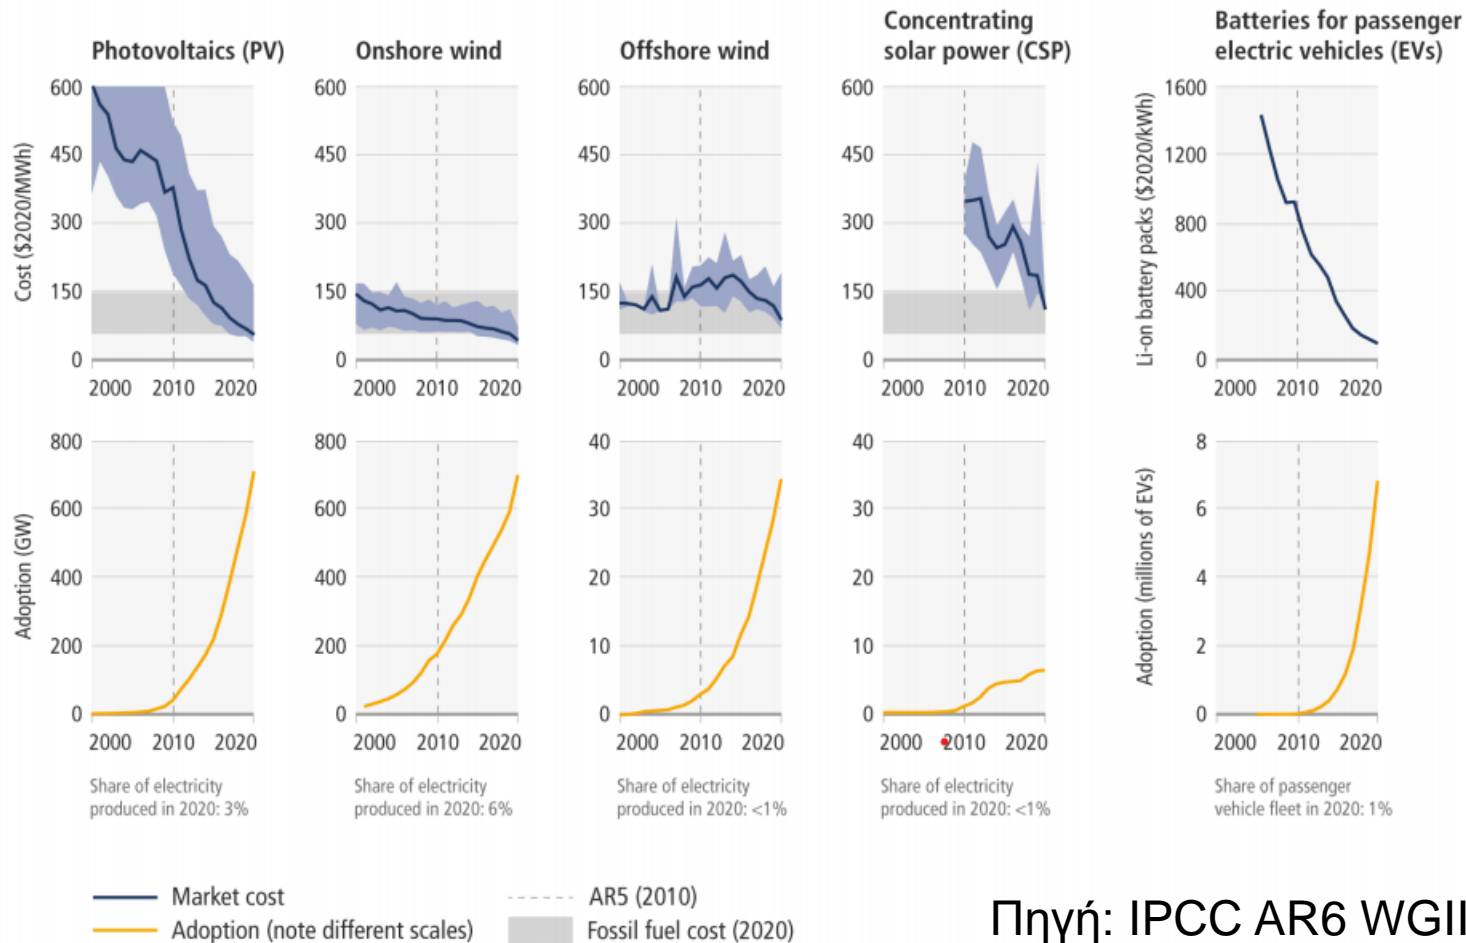 Photovoltaics (PV)
Onshore wind
Offshore wind
Concentrating
solar power (CSP)
Batteries for passenger
electric vehicles (EVs)
Cost ($2020/MWh)
600
450
300
150
0
2000 2010 2020
600
450
300
150
0
2000 2010 2020
600
450
300
150
0
2000 2010 2020
600
450
300
150
0
2000 2010 2020
Li-on battery packs ($2020/kWh)
1600
1200
800
400
0
2000 2010 2020
Adoption (GW)
800
600
400
200
0
2000 2010 2020
Share of electricity
produced in 2020: 3%
800
600
400
200
0
2000 2010 2020
Share of electricity
produced in 2020: 6%
40
30
20
10
0
2000 2010 2020
Share of electricity
produced in 2020: <1%
40
30
20
10
0
2000 2010 2020
Share of electricity
produced in 2020: <1%
Adoption (millions of EVs)
8
6
4
2
0
2000 2010 2020
Share of passenger
vehicle fleet in 2020: 1%
Market cost
Adoption (note different scales)
AR5 (2010)
Fossil fuel cost (2020)
Πηγή: IPCC AR6 WGII